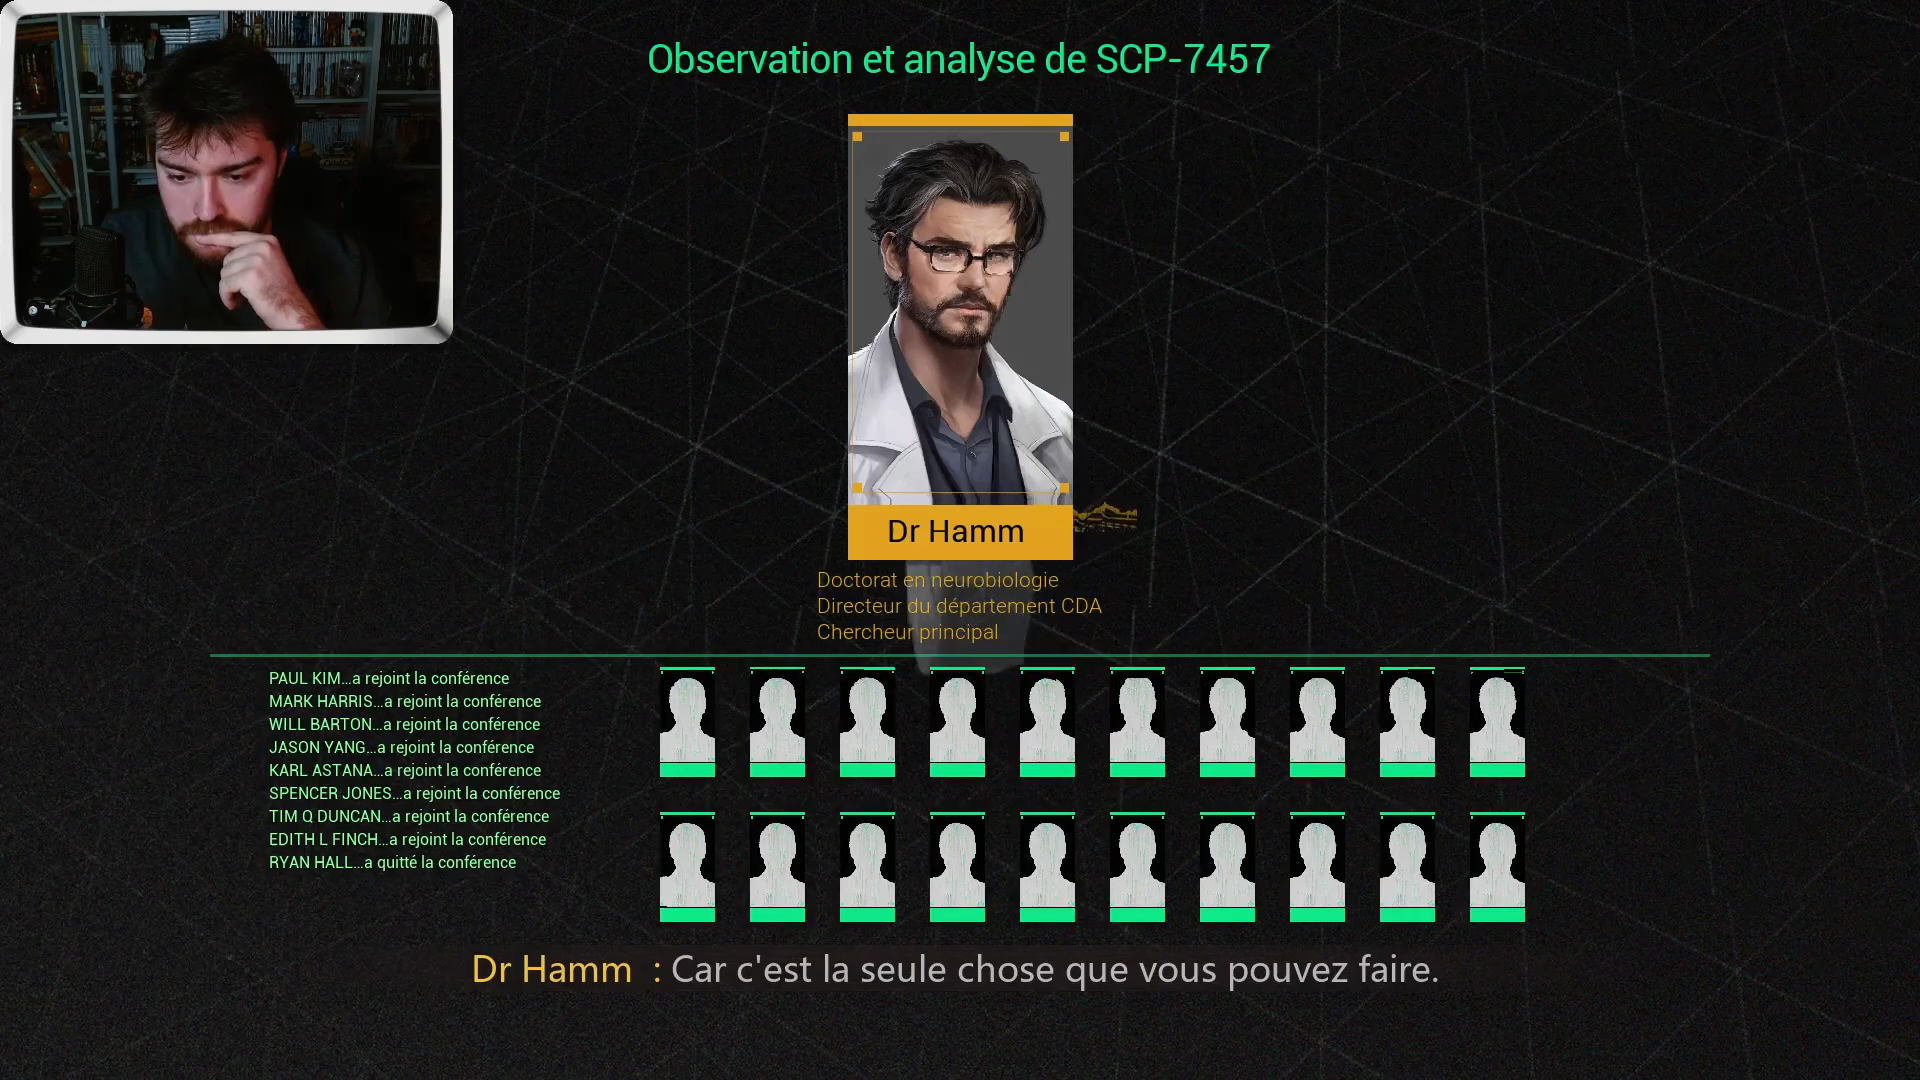 Observation et analyse de SCP-7457
Dr Hamm
Doctorat en neurobiologie
Directeur du département CDA
Chercheur principal
PAUL KIM...a rejoint la conférence
MARK HARRIS...a rejoint la conférence
WILL BARTON...a rejoint la conférence
JASON YANG...a rejoint la conférence
KARL ASTANA...a rejoint la conférence
SPENCER JONES...a rejoint la conférence
TIM Q DUNCAN...a rejoint la conférence
EDITH L FINCH...a rejoint la conférence
RYAN HALL...a quitté la conférence
Dr Hamm : Car c'est la seule chose que vous pouvez faire.